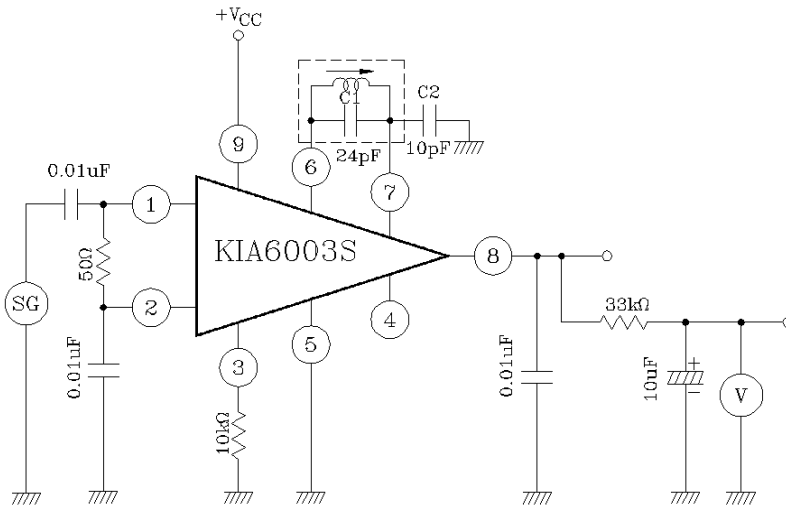 +VCC
C1
C2
9
6
24pF
10pF
0.01uF
7
1
KIA6003S
8
50Ω
SG
2
33kΩ
4
5
3
0.01uF
0.01uF
10uF
+
−
V
10kΩ